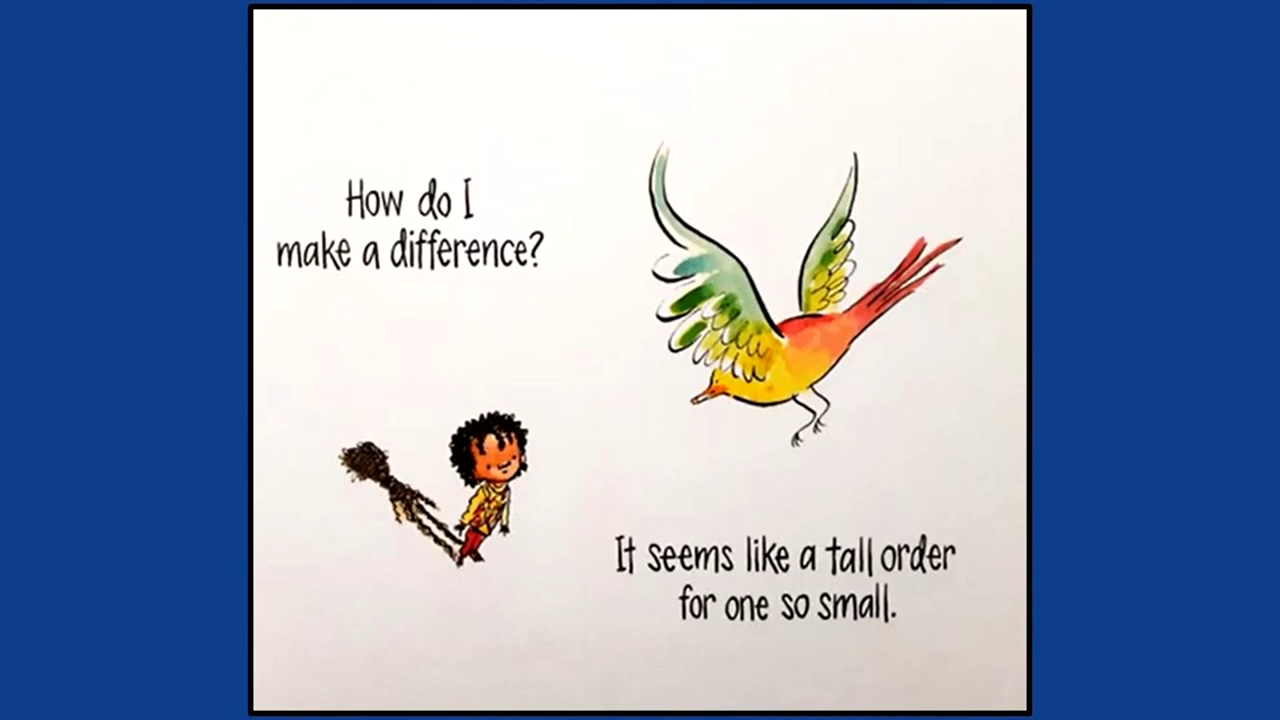 How do I
make a difference?
It seems like a tall order
for one so small.